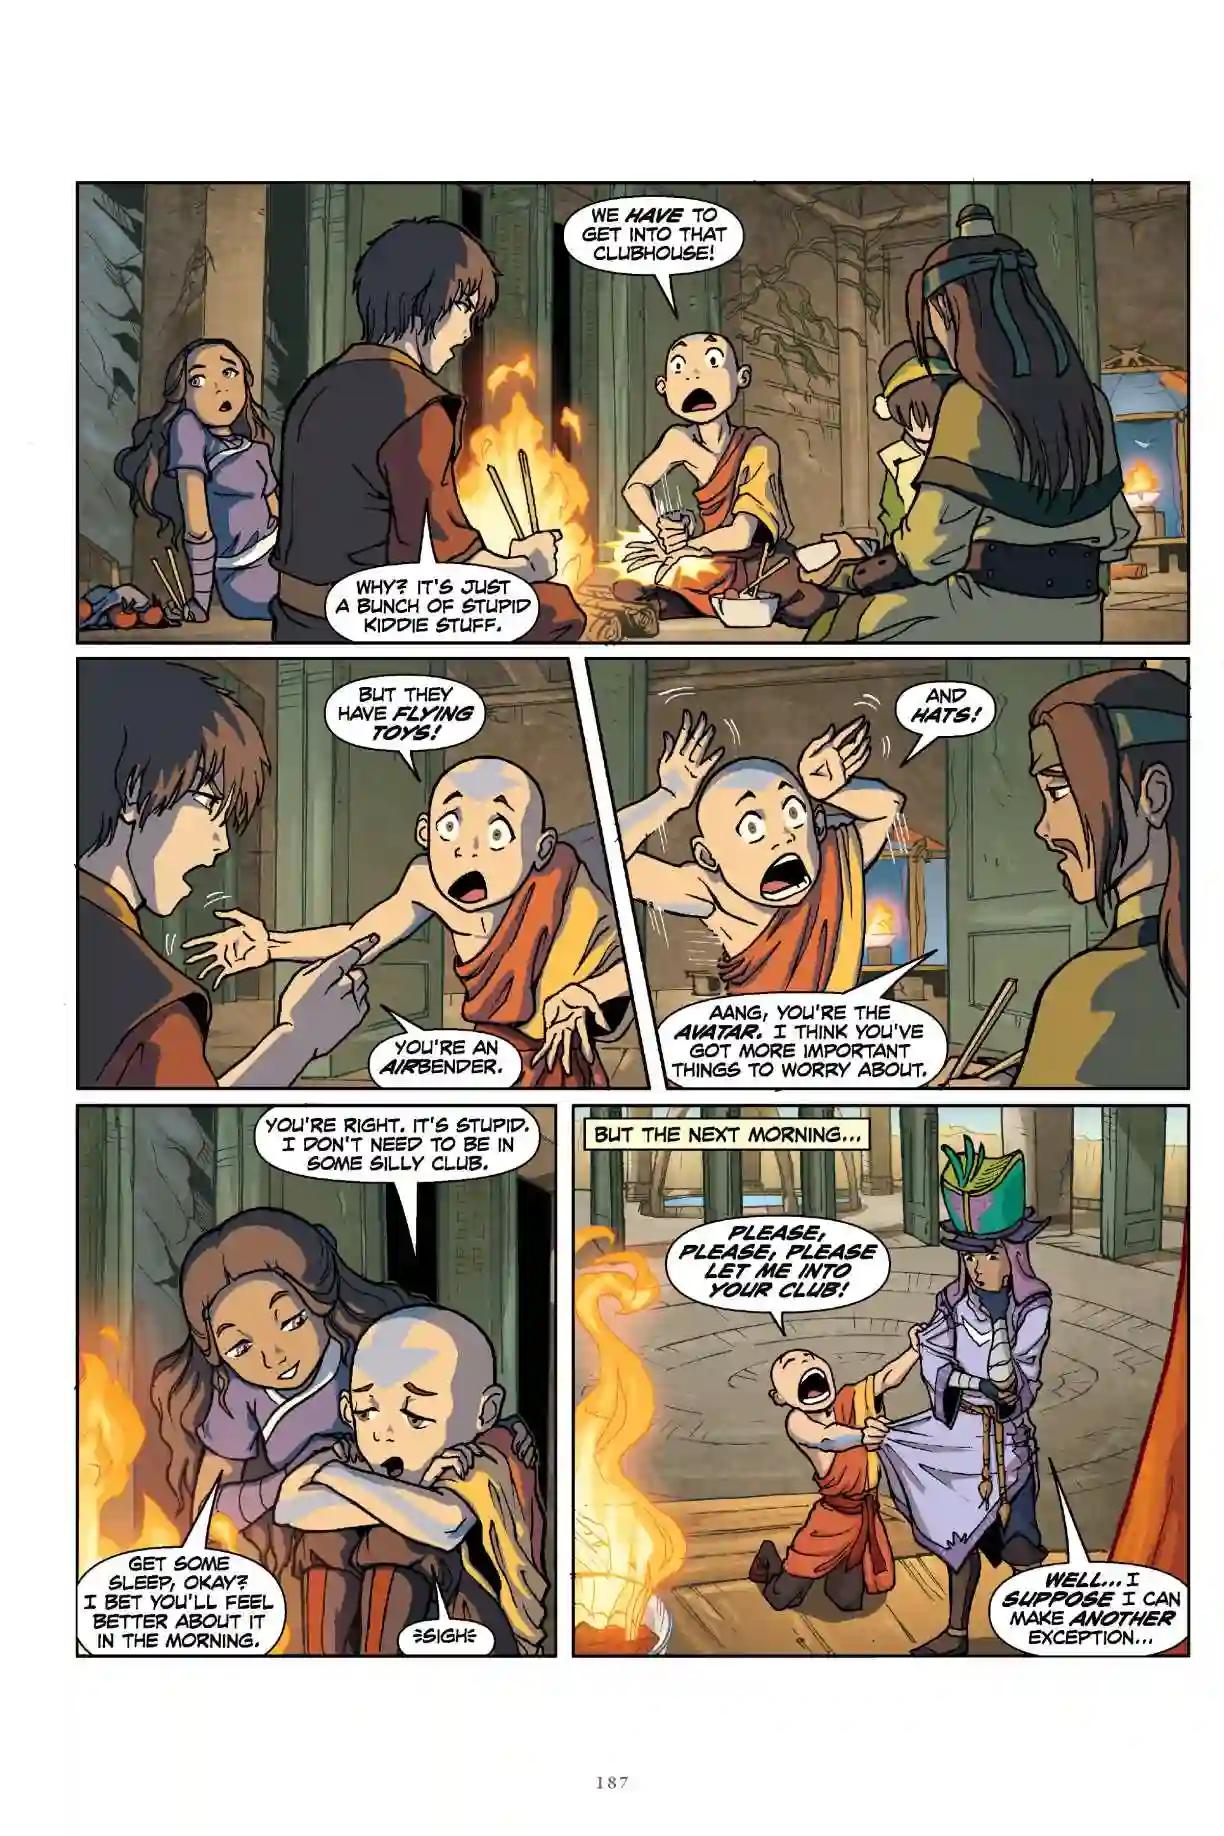 WE HAVE TO
GET INTO THAT
CLUBHOUSE!
WHY? IT'S JUST
A BUNCH OF STUPID
KIDDIE STUFF.
BUT THEY
HAVE FLYING
TOYS!
YOU'RE AN
AIRBENDER.
AND
HATS!
AANG, YOU'RE THE
AVATAR. I THINK YOU'VE
GOT MORE IMPORTANT
THINGS TO WORRY ABOUT.
YOU'RE RIGHT. IT'S STUPID.
I DON'T NEED TO BE IN
SOME SILLY CLUB.
GET SOME
SLEEP, OKAY?
I BET YOU'LL FEEL
BETTER ABOUT IT
IN THE MORNING.
SIGH
BUT THE NEXT MORNING...
PLEASE,
PLEASE, PLEASE
LET ME INTO
YOUR CLUB!
WELL... I
SUPPOSE I CAN
MAKE ANOTHER
EXCEPTION...
187